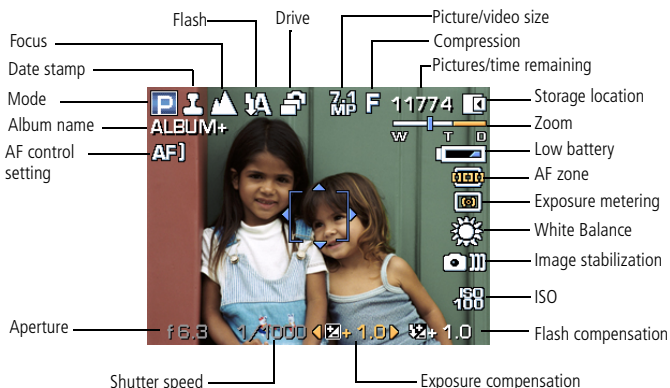 Flash
Drive
Picture/video size
Focus
Compression
Date stamp
Pictures/time remaining
Mode
P
A
7.1 MP
F
11774
Storage location
Album name
ALBUM+
W T D
Zoom
AF control setting
AF]
Low battery
AF zone
Exposure metering
White Balance
Image stabilization
ISO 100
ISO
Aperture
f6.3
1/1000
+ 1.0
+ 1.0
Flash compensation
Shutter speed
Exposure compensation